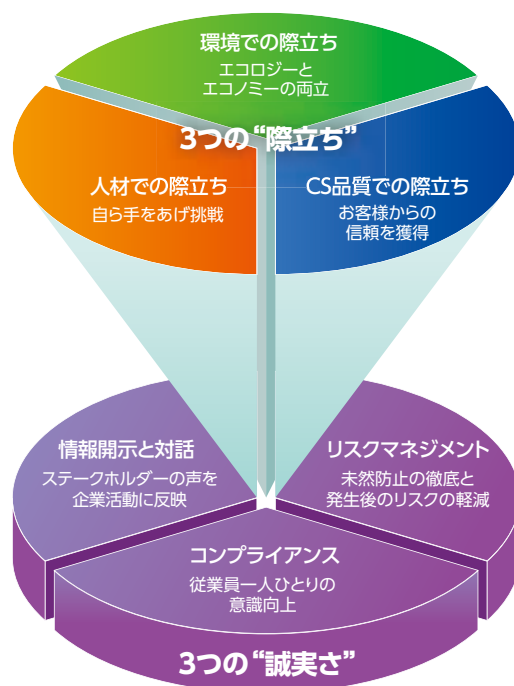 環境での際立ち
エコロジーと
エコノミーの両立
3つの“際立ち”
人材での際立ち
自ら手をあげ挑戦
CS品質での際立ち
お客様からの
信頼を獲得
情報開示と対話
ステークホルダーの声を
企業活動に反映
リスクマネジメント
未然防止の徹底と
発生後のリスクの軽減
コンプライアンス
従業員一人ひとりの
意識向上
3つの“誠実さ”